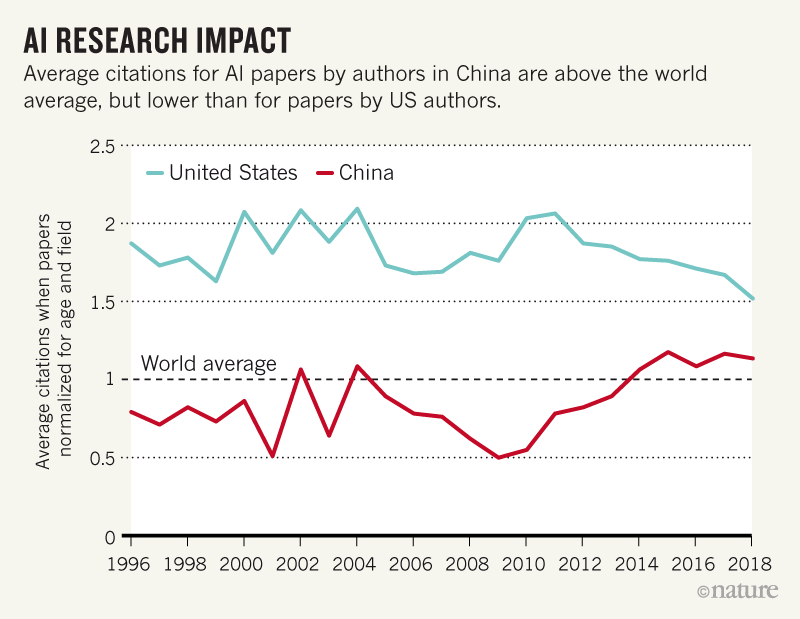 AI RESEARCH IMPACT
Average citations for AI papers by authors in China are above the world
average, but lower than for papers by US authors.
Average citations when papers
normalized for age and field
2.5
2
1.5
1
0.5
0
United States
China
World average
1996 1998 2000 2002 2004 2006 2008 2010 2012 2014 2016 2018
©nature